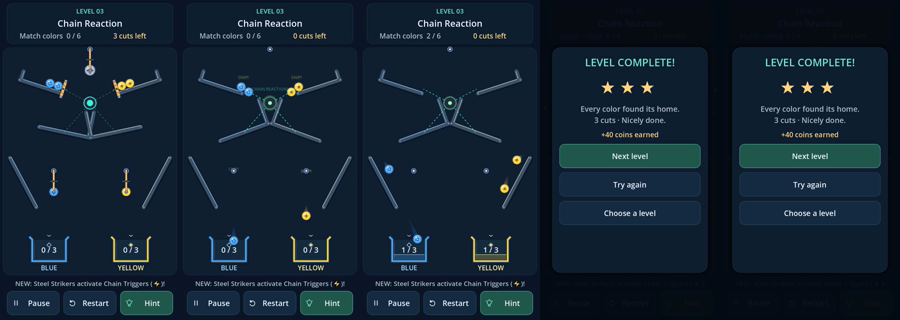 LEVEL 03
Chain Reaction
Match colors 0 / 6 3 cuts left
0 / 3 0 / 3
BLUE YELLOW
NEW: Steel Strikers activate Chain Triggers (⚡)!
Pause Restart Hint
LEVEL 03
Chain Reaction
Match colors 0 / 6 0 cuts left
CHAIN REACTION
0 / 3 0 / 3
BLUE YELLOW
NEW: Steel Strikers activate Chain Triggers (⚡)!
Pause Restart Hint
LEVEL 03
Chain Reaction
Match colors 2 / 6 0 cuts left
1 / 3 1 / 3
BLUE YELLOW
NEW: Steel Strikers activate Chain Triggers (⚡)!
Pause Restart Hint
LEVEL COMPLETE!
Every color found its home.
3 cuts · Nicely done.
+40 coins earned
Next level
Try again
Choose a level
LEVEL COMPLETE!
Every color found its home.
3 cuts · Nicely done.
+40 coins earned
Next level
Try again
Choose a level